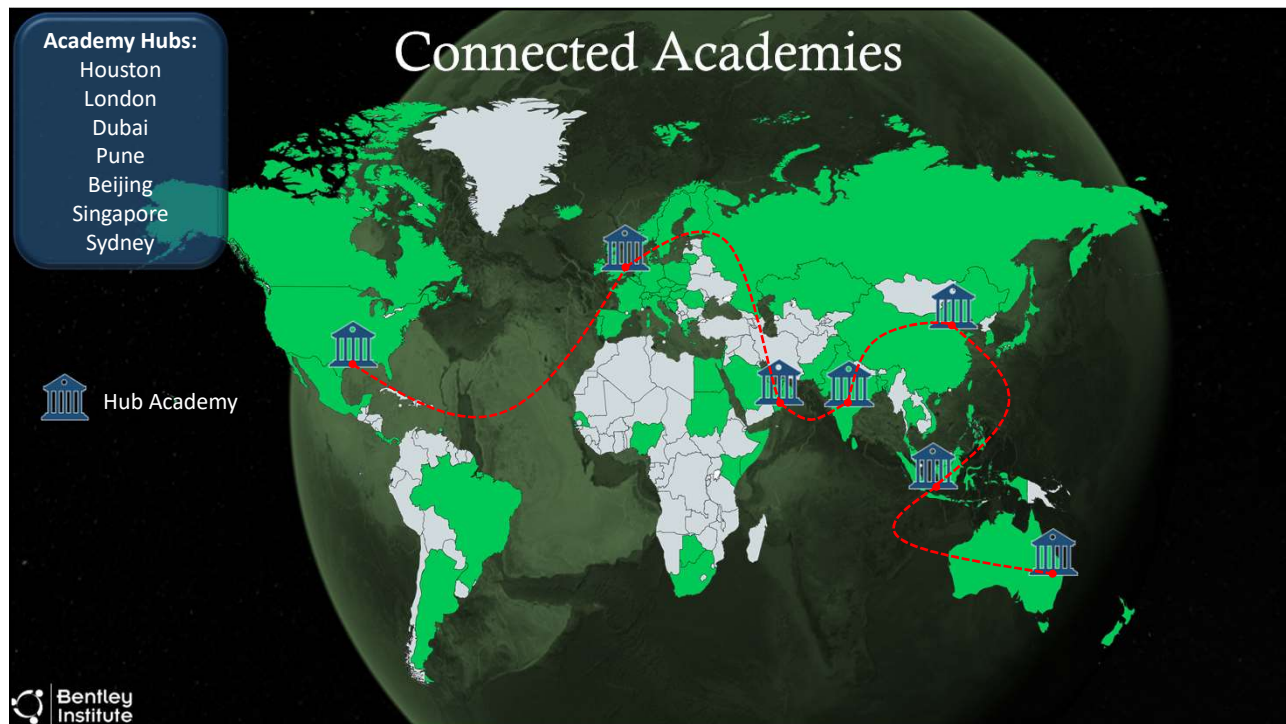 Academy Hubs:
Houston
London
Dubai
Pune
Beijing
Singapore
Sydney
Connected Academies
Hub Academy
Bentley
Institute